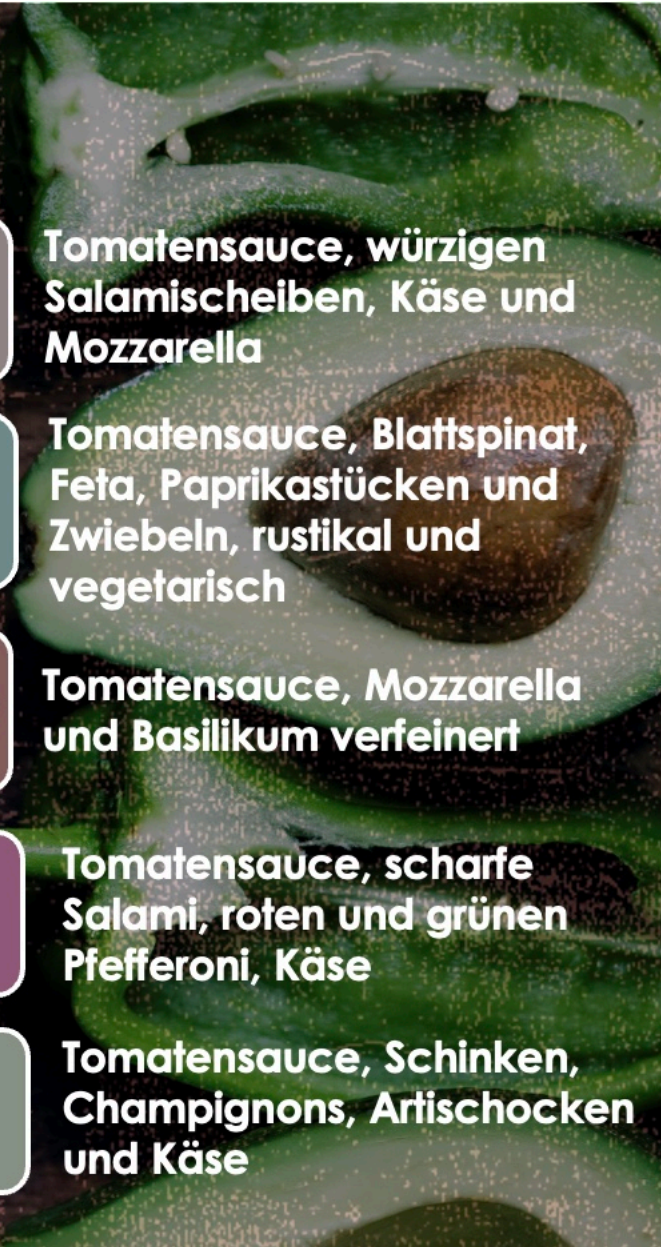 Tomatensauce, würzigen
Salamischeiben, Käse und
Mozzarella
Tomatensauce, Blattspinat,
Feta, Paprikastücken und
Zwiebeln, rustikal und
vegetarisch
Tomatensauce, Mozzarella
und Basilikum verfeinert
Tomatensauce, scharfe
Salami, roten und grünen
Pfefferoni, Käse
Tomatensauce, Schinken,
Champignons, Artischocken
und Käse